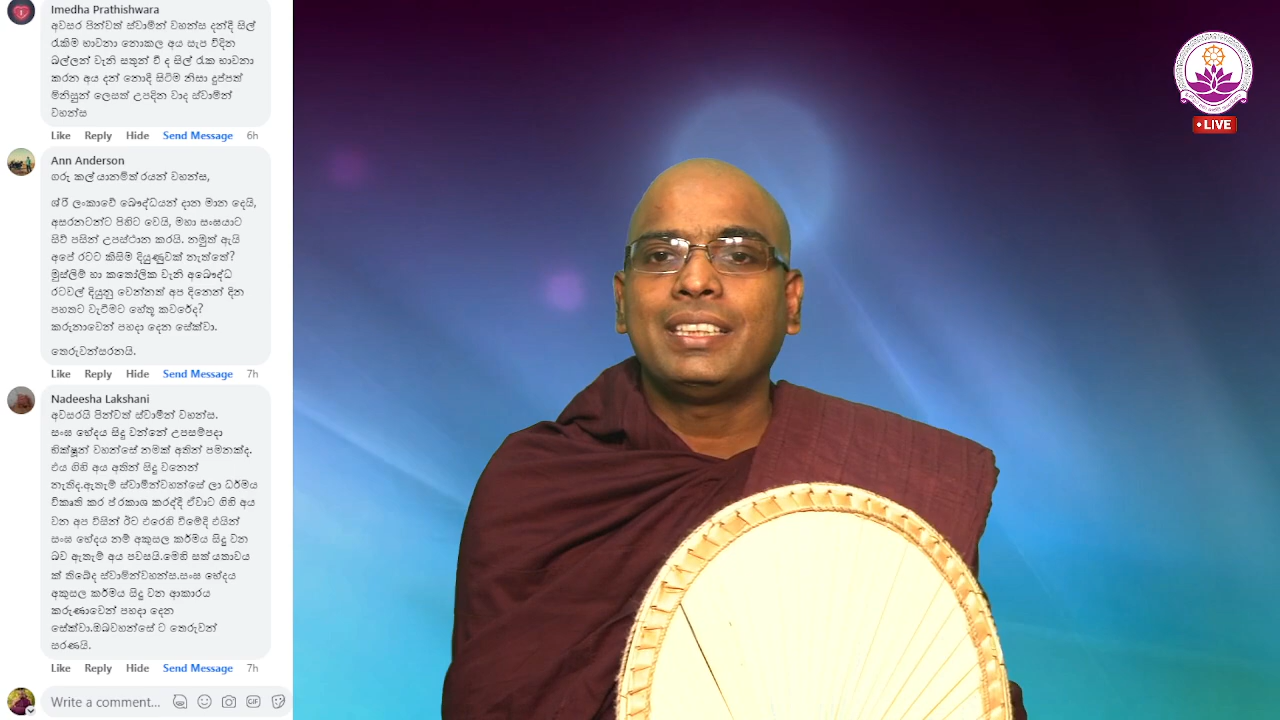 Imedha Prathishwara
අවසර පින්වත් ස්වාමීන් වහන්ස දන්දී සිල්
රැකිම භාවනා නොකල අය සැප විදින
බල්ලන් වැනි සතුන් වී ද සිල් රැක භාවනා
කරන අය දන් නොදී සිටීම නිසා දුප්පත්
මිනිසුන් ලෙසත් උපදින වාද ස්වාමීන්
වහන්ස
Like Reply Hide Send Message 6h
Ann Anderson
ගරු කල්‍යානමිත්‍රයන් වහන්ස,
ශ්‍රී ලංකාවේ බෞද්ධයන් දාන මාන දෙයි,
අසරනටන්ට පිහිට වෙයි, මහා සංඝයාට
සිව් පසින් උපස්ථාන කරයි. නමුත් ඇයි
අපේ රටට කිසිම් දියුණුවක් නැත්තේ?
මුස්ලිම් හා කතෝලික වැනි අබෞද්ධ
රටවල් දියුනු වෙන්නත් අප දිනෙන් දින
පහතට වැටීමට හේතු කවරේද?
කරුනාවෙන් පහදා දෙන සේක්වා.
තෙරුවන්සරනයි.
Like Reply Hide Send Message 7h
Nadeesha Lakshani
අවසරයි පින්වත් ස්වාමීන් වහන්ස.
සංඝ භේදය සිදු වන්නේ උපසම්පදා
භික්ෂූන් වහන්සේ නමක් අතින් පමනක්ද.
එය ගිහි අය අතින් සිදු වනෙන්
නැතිද.ඇතැම් ස්වාමීන්වහන්සේ ලා ධර්මය
විකෘති කර ප්‍රකාශ කරද්දී ඒවාට ගිහි අය
වන අප විසින් ඊට එරෙහි වීමේදී එයින්
සංඝ භේදය නම් අකුසල කර්මය සිදු වන
බව ඇතැම් අය පවසයි.මෙහි සත්‍යතාවය
ක් තිබේද ස්වාමීන්වහන්ස.සංඝ භේදය
අකුසල කර්මය සිදු වන ආකාරය
කරුණාවෙන් පහදා දෙන
සේක්වා.ඔබවහන්සේ ට තෙරුවන්
සරණයි.
Like Reply Hide Send Message 7h
Write a comment...
GIF
LIVE